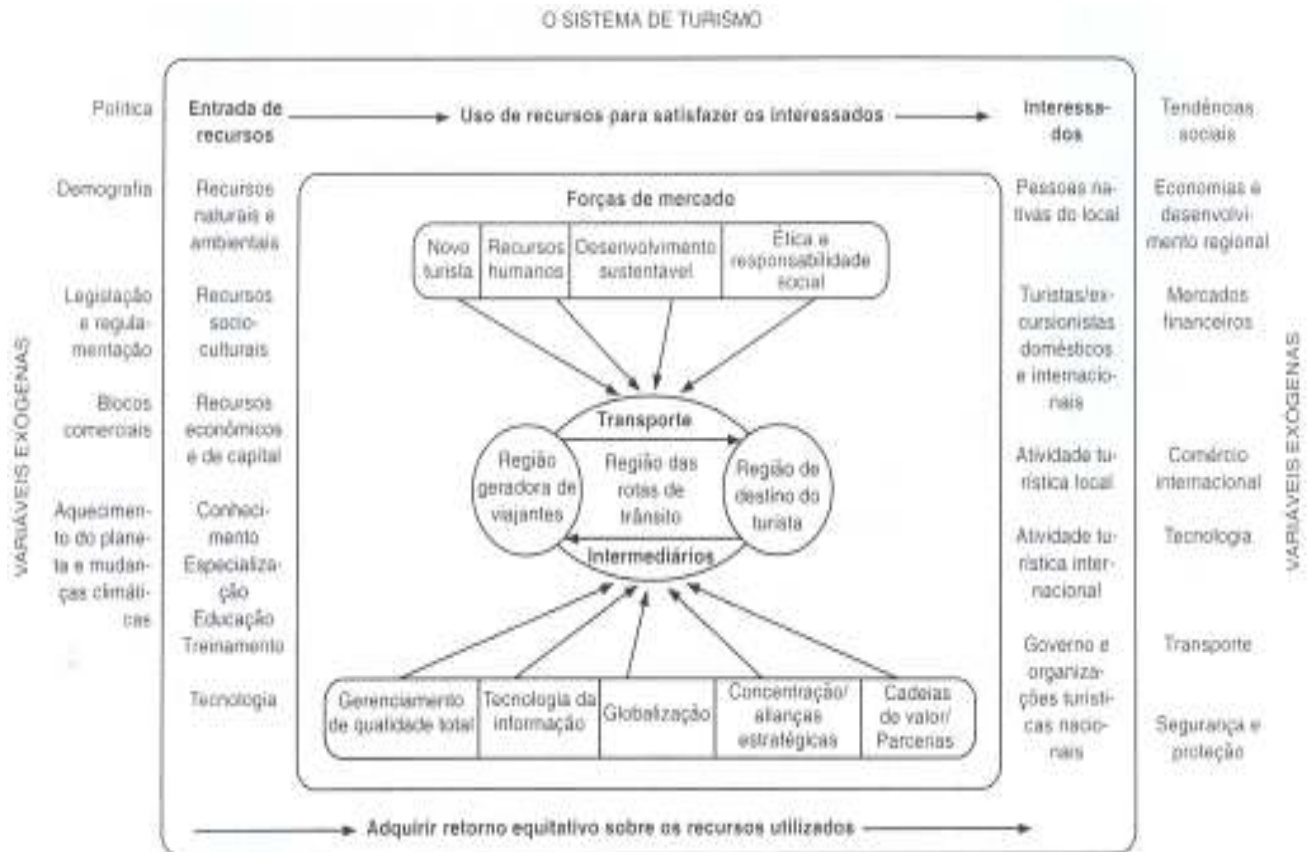 O SISTEMA DE TURISMO
VARIÁVEIS EXÓGENAS
Política
Demografia
Legislação
e regula-
mentação
Blocos
comerciais
Aquecimen-
to do plane-
ta e mudan-
ças climáti-
cas
Entrada de
recursos
Recursos
naturais e
ambientais
Recursos
socio-
culturais
Recursos
econômicos
e de capital
Conheci-
mento
Especializa-
ção
Educação
Treinamento
Tecnologia
Uso de recursos para satisfazer os interessados
Forças de mercado
Novo
turista
Recursos
humanos
Desenvolvimento
sustentável
Ética e
responsabilidade
social
Transporte
Região
geradora de
viajantes
Região das
rotas de
trânsito
Região de
destino do
turista
Intermediários
Gerenciamento
de qualidade total
Tecnologia da
informação
Globalização
Concentração/
alianças
estratégicas
Cadeias
de valor/
Parcerias
Adquirir retorno equitativo sobre os recursos utilizados
Interessa-
dos
Pessoas na-
tivas do local
Turistas/ex-
cursionistas
domésticos
e internacio-
nais
Atividade tu-
rística local
Atividade tu-
rística inter-
nacional
Governo e
organiza-
ções turísti-
cas nacio-
nais
Tendências
sociais
Economias e
desenvolvi-
mento regional
Mercados
financeiros
Comércio
internacional
Tecnologia
Transporte
Segurança e
proteção
VARIÁVEIS EXÓGENAS